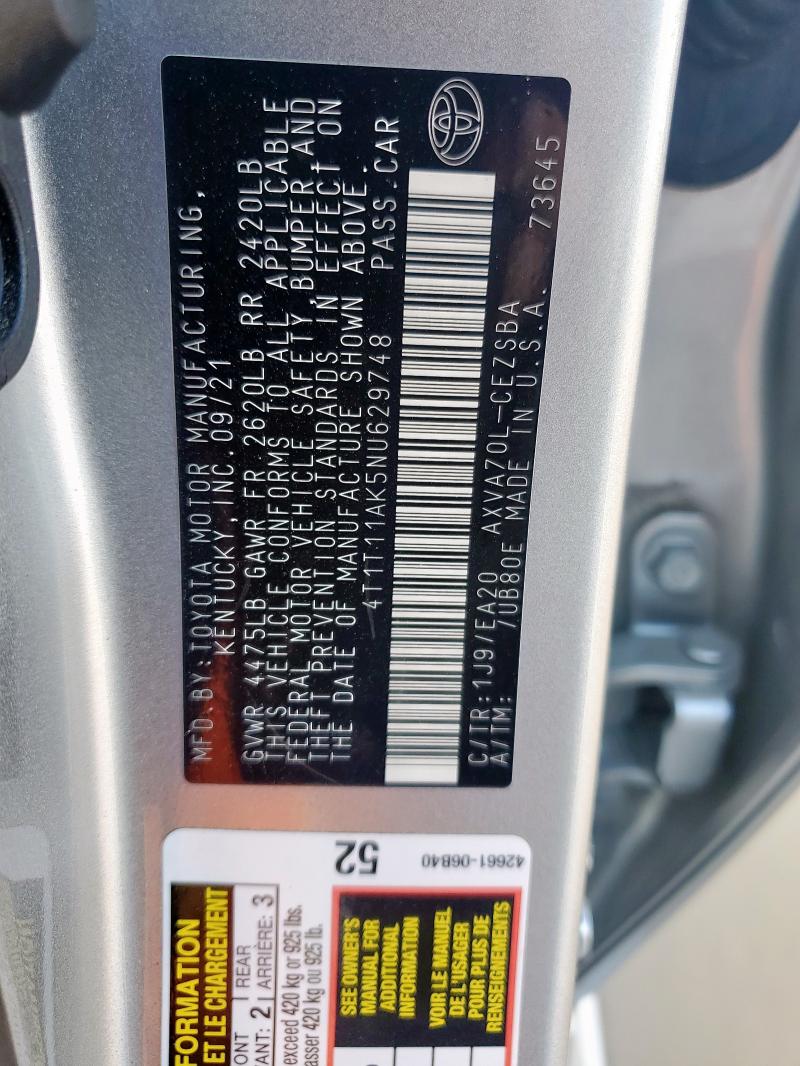 MFD. BY: TOYOTA MOTOR MANUFACTURING,
KENTUCKY, INC. 09/21
GVWR 4475LB GAWR FR 2620LB RR 2420LB
THIS VEHICLE CONFORMS TO ALL APPLICABLE
FEDERAL MOTOR VEHICLE SAFETY, BUMPER, AND
THEFT PREVENTION STANDARDS IN EFFECT ON
THE DATE OF MANUFACTURE SHOWN ABOVE.
4T1T11AK5NU629748 PASS.CAR
C/TR: 1J9/EA20 AXVA70L-CEZSBA
A/TM: 7UB80E MADE IN U.S.A. 73645
52
42661-06B40
FORMATION
ET LE CHARGEMENT
ONT | REAR
VANT: 2 | ARRIÈRE: 3
exceed 420 kg or 925 lbs.
asser 420 kg ou 925 lb.
SEE OWNER'S
MANUAL FOR
ADDITIONAL
INFORMATION
VOIR LE MANUEL
DE L'USAGER
POUR PLUS DE
RENSEIGNEMENTS